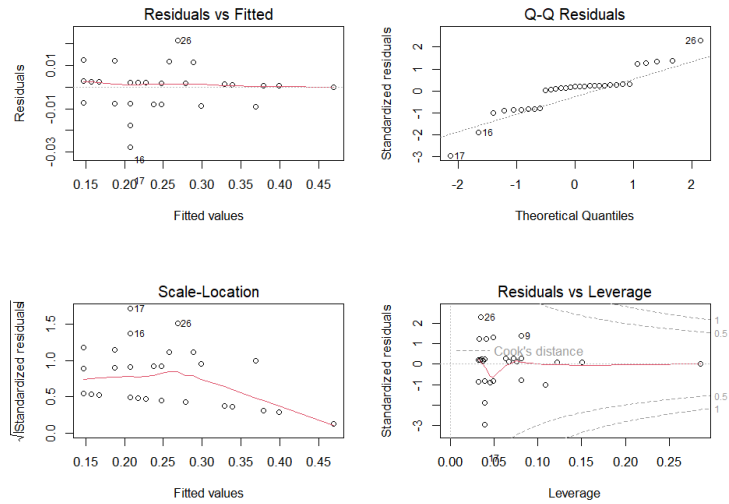 Residuals vs Fitted
Residuals
0.01
-0.01
-0.03
26
16
17
0.15 0.20 0.25 0.30 0.35 0.40 0.45
Fitted values
Q-Q Residuals
Standardized residuals
2
1
0
-1
-2
-3
26
16
17
-2 -1 0 1 2
Theoretical Quantiles
Scale-Location
√|Standardized residuals|
1.5
1.0
0.5
0.0
17
16
26
0.15 0.20 0.25 0.30 0.35 0.40 0.45
Fitted values
Residuals vs Leverage
Standardized residuals
2
1
0
-1
-3
26
9
Cook's distance
17
1
0.5
0.5
1
0.00 0.05 0.10 0.15 0.20 0.25
Leverage